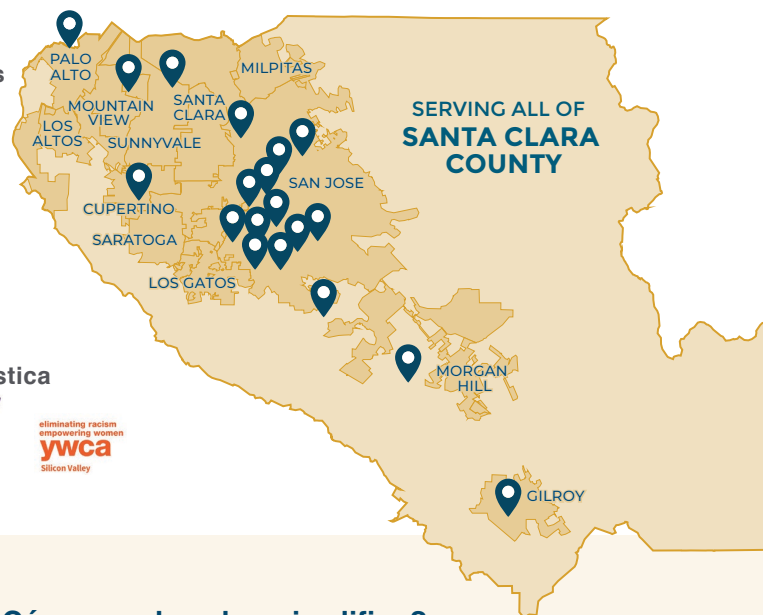 PALO
ALTO
MILPITAS
MOUNTAIN
VIEW
SANTA
CLARA
LOS
ALTOS
SUNNYVALE
SERVING ALL OF
SANTA CLARA
COUNTY
SAN JOSE
CUPERTINO
SARATOGA
LOS GATOS
MORGAN
HILL
GILROY
stica
eliminating racism
empowering women
ywca
Silicon Valley